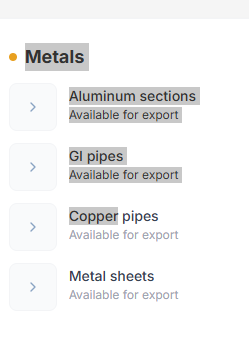 Metals
Aluminum sections
Available for export
GI pipes
Available for export
Copper pipes
Available for export
Metal sheets
Available for export